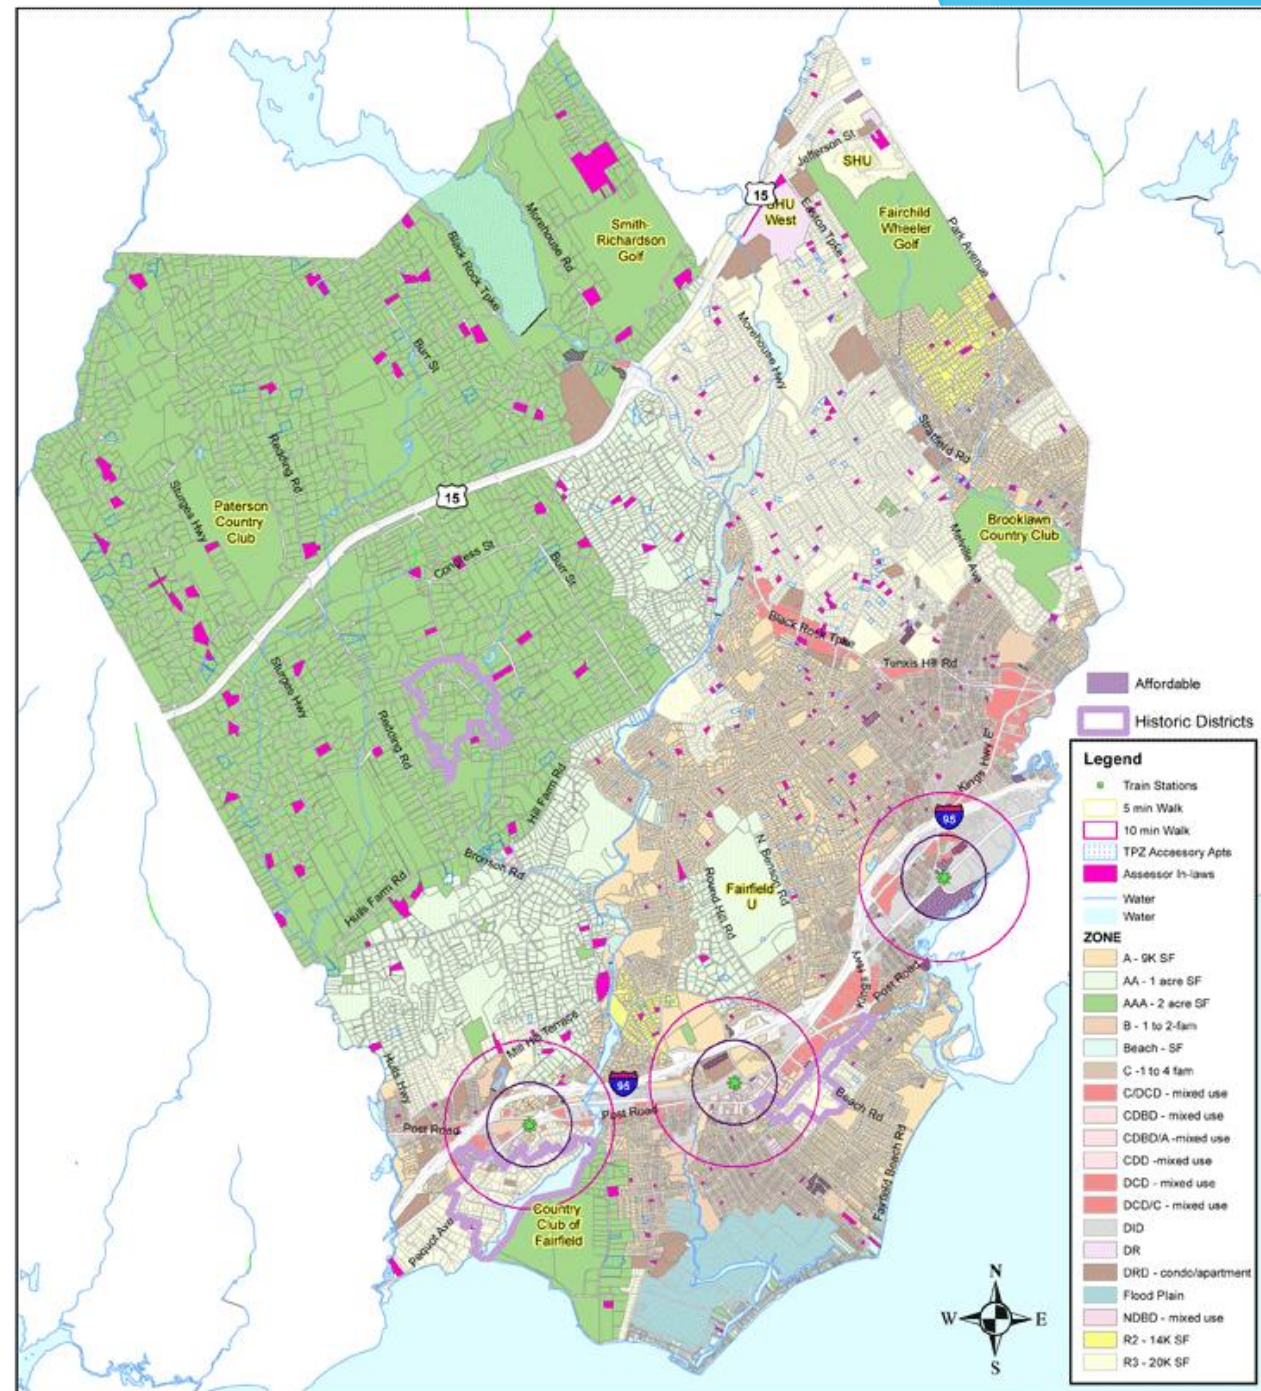 Jefferson St
SHU
15
SHU
West
Easton Tpke
Fairchild
Wheeler
Golf
Park Avenue
Smith-
Richardson
Golf
Morehouse Rd
Black Rock Tpke
Burr St
Morehouse Hwy
Stratfield Rd
Redding Rd
Sturges Hwy
Paterson
Country
Club
15
Congress St
Burr St
Brooklawn
Country Club
Melville Ave
Black Rock Tpke
Tunxis Hill Rd
Sturges Hwy
Redding Rd
Kings Hwy E
95
Hill Farm Rd
Bronson Rd
Hulls Farm Rd
N. Benson Rd
Round Hill Rd
Fairfield
U
Kings Hwy
Post Road
Mill Hill Terrace
Hulls Hwy
95
Post Road
Post Road
Beach Rd
Fairfield Beach Rd
Country
Club of
Fairfield
Pequot Ave
N
W
E
S
Affordable
Historic Districts
Legend
Train Stations
5 min Walk
10 min Walk
TPZ Accessory Apts
Assessor In-laws
Water
Water
ZONE
A - 9K SF
AA - 1 acre SF
AAA - 2 acre SF
B - 1 to 2-fam
Beach - SF
C -1 to 4 fam
C/DCD - mixed use
CDBD - mixed use
CDBD/A -mixed use
CDD -mixed use
DCD - mixed use
DCD/C - mixed use
DID
DR
DRD - condo/apartment
Flood Plain
NDBD - mixed use
R2 - 14K SF
R3 - 20K SF